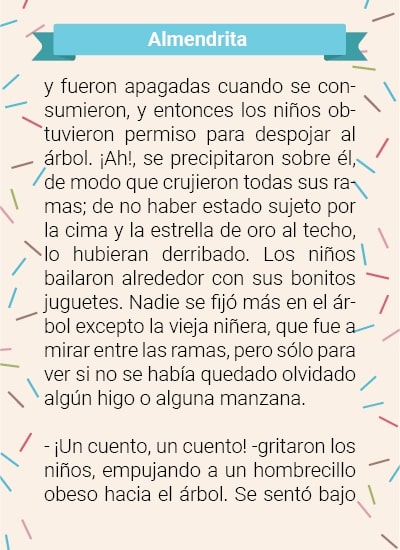 Almendrita
y fueron apagadas cuando se con-
sumieron, y entonces los niños ob-
tuvieron permiso para despojar al
árbol. ¡Ah!, se precipitaron sobre él,
de modo que crujieron todas sus ra-
mas; de no haber estado sujeto por
la cima y la estrella de oro al techo,
lo hubieran derribado. Los niños
bailaron alrededor con sus bonitos
juguetes. Nadie se fijó más en el ár-
bol excepto la vieja niñera, que fue a
mirar entre las ramas, pero sólo para
ver si no se había quedado olvidado
algún higo o alguna manzana.
- ¡Un cuento, un cuento! -gritaron los
niños, empujando a un hombrecillo
obeso hacia el árbol. Se sentó bajo